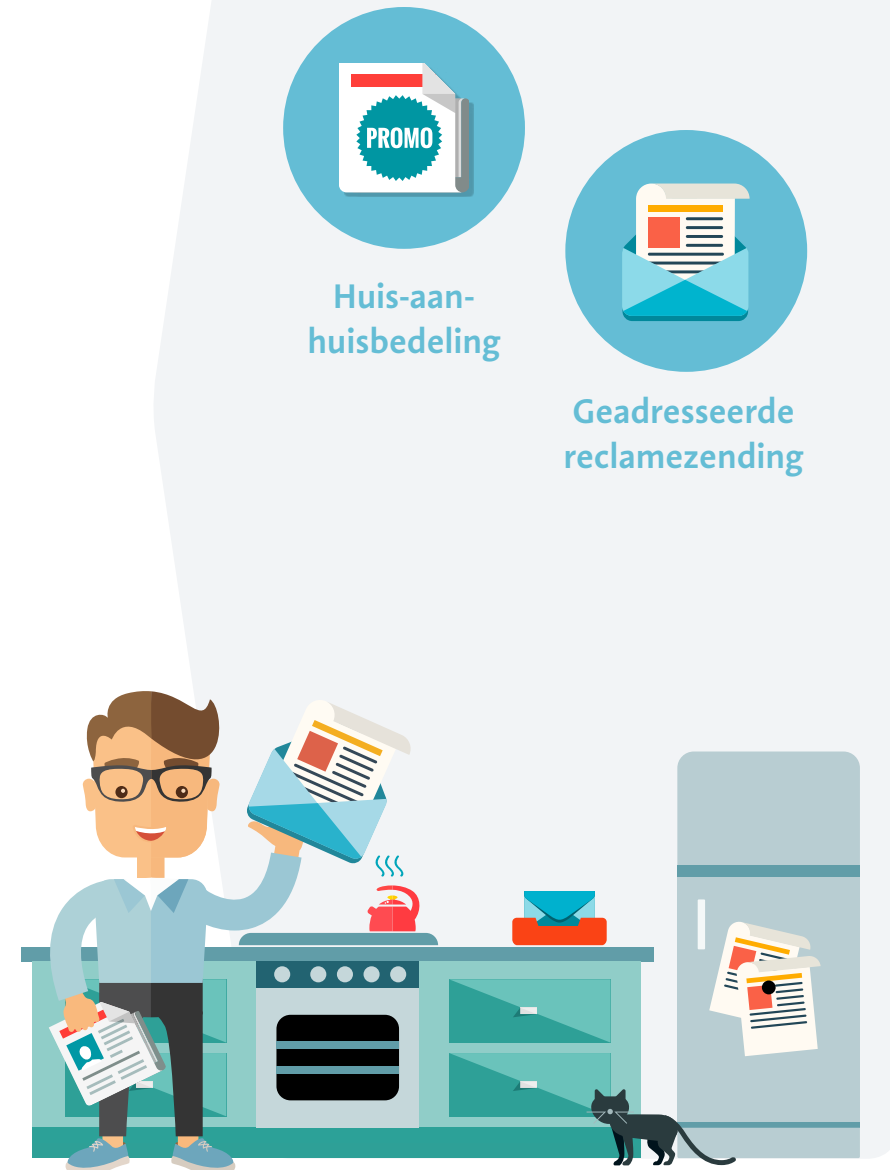 PROMO
Huis-aan-
huisbedeling
Geadresseerde
reclamezending